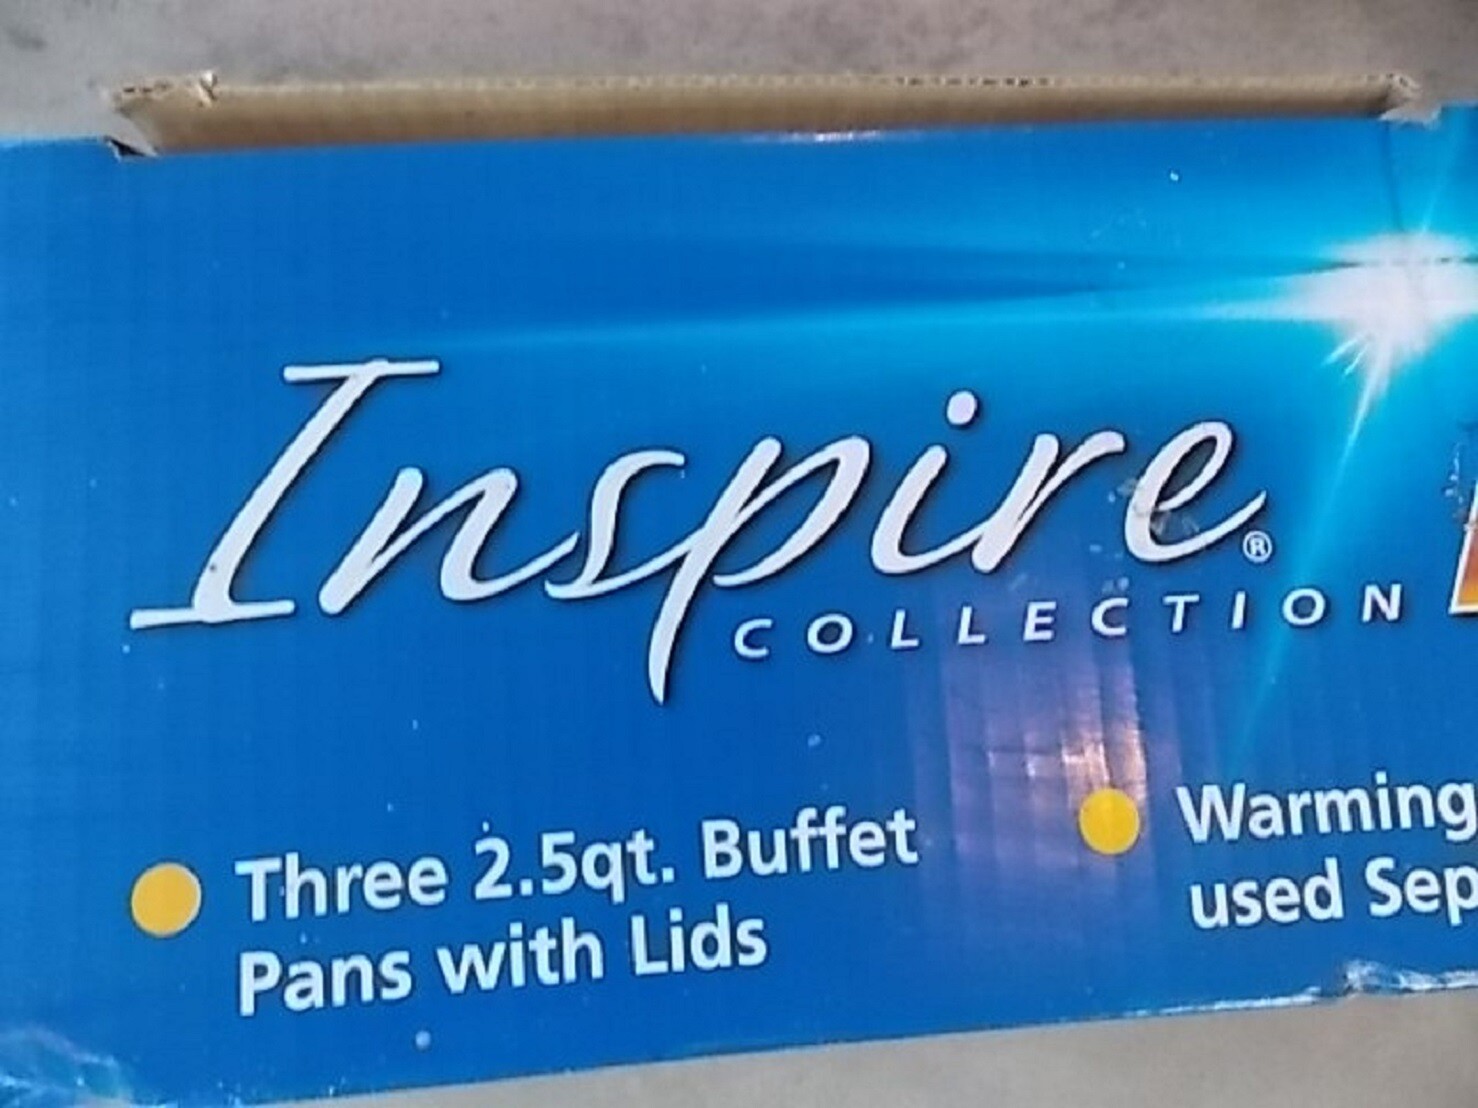 Inspire®
COLLECTION
Three 2.5qt. Buffet
Pans with Lids
Warming
used Sep